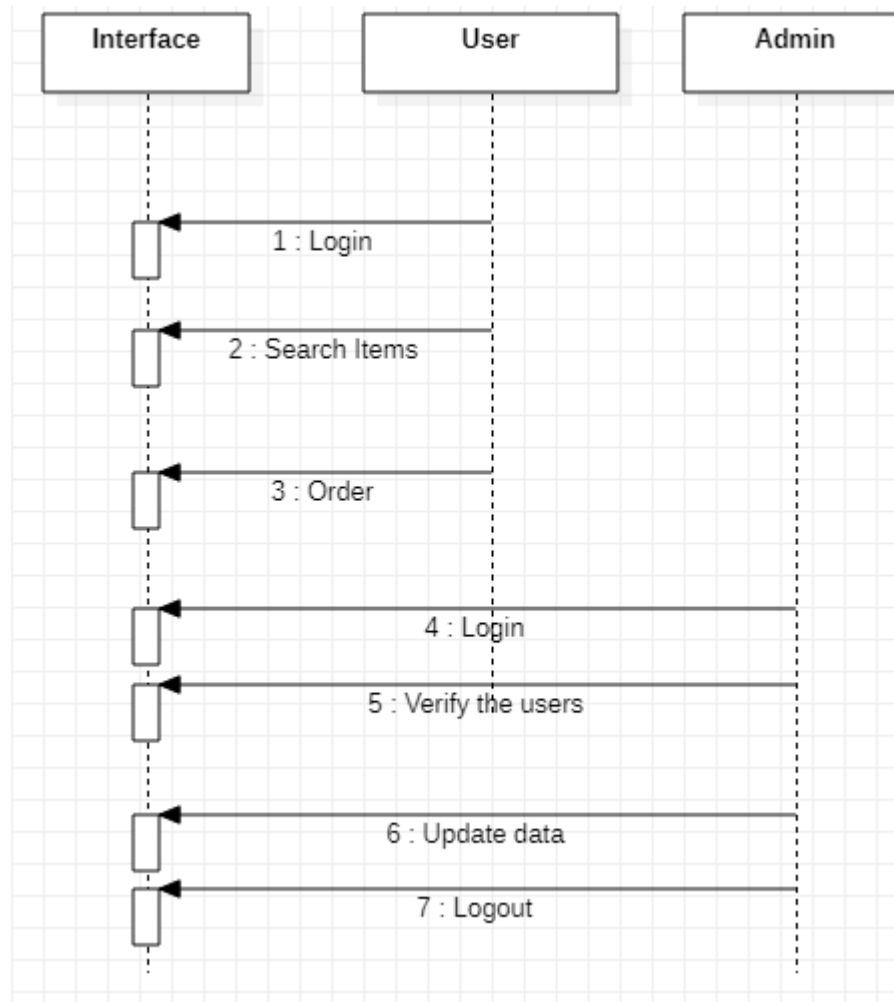 Interface
User
Admin
1 : Login
2 : Search Items
3 : Order
4 : Login
5 : Verify the users
6 : Update data
7 : Logout